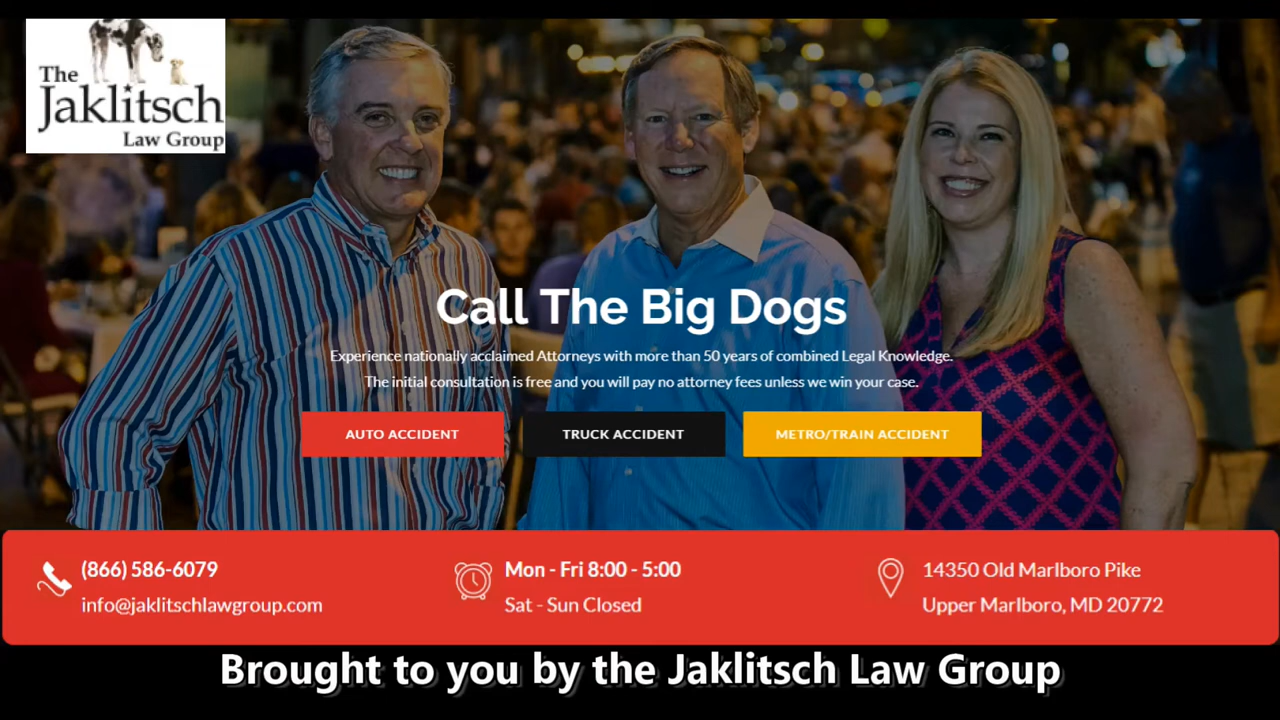 The
Jaklitsch
Law Group
Call The Big Dogs
Experience nationally acclaimed Attorneys with more than 50 years of combined Legal Knowledge.
The initial consultation is free and you will pay no attorney fees unless we win your case.
AUTO ACCIDENT
TRUCK ACCIDENT
METRO/TRAIN ACCIDENT
(866) 586-6079
info@jaklitschlawgroup.com
Mon - Fri 8:00 - 5:00
Sat - Sun Closed
14350 Old Marlboro Pike
Upper Marlboro, MD 20772
Brought to you by the Jaklitsch Law Group